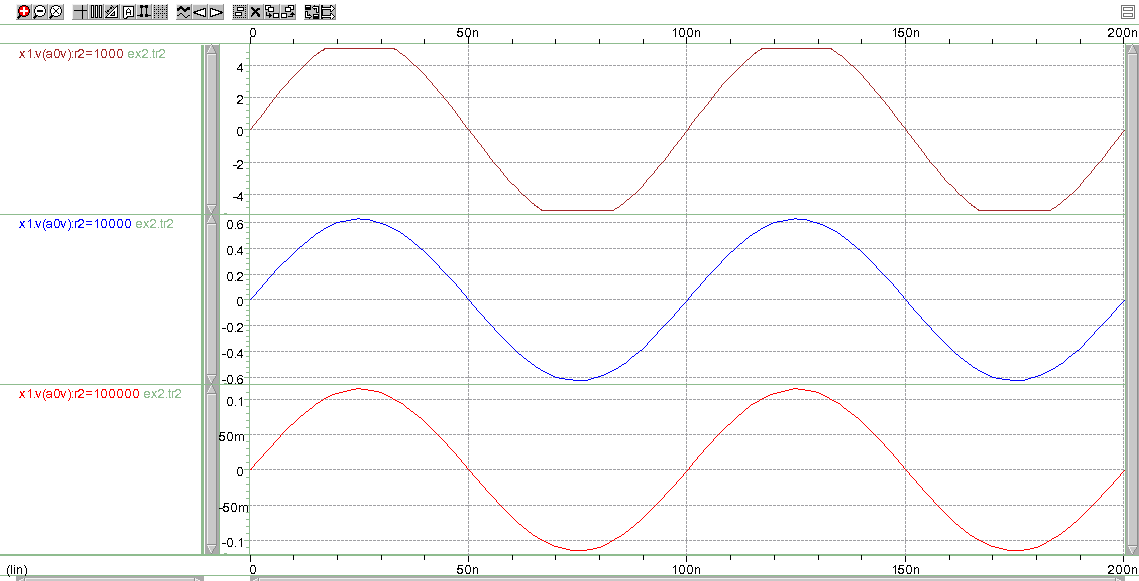 0 50n 100n 150n 200n
x1.v(a0v):r2=1000 ex2.tr2
4
2
0
-2
-4
x1.v(a0v):r2=10000 ex2.tr2
0.6
0.4
0.2
0
-0.2
-0.4
-0.6
x1.v(a0v):r2=100000 ex2.tr2
0.1
50m
0
-50m
-0.1
(lin) 0 50n 100n 150n 200n